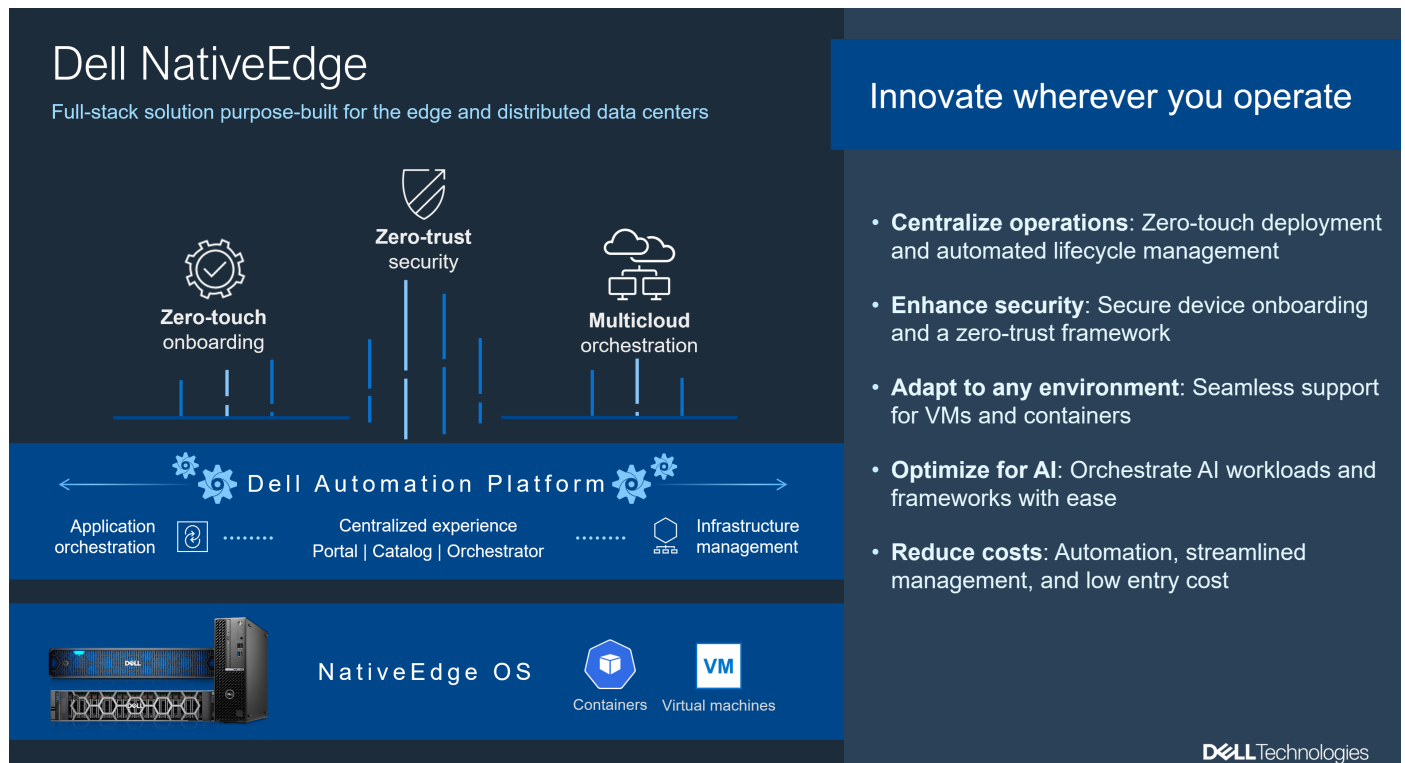 Dell NativeEdge
Full-stack solution purpose-built for the edge and distributed data centers
Zero-touch
onboarding
Zero-trust
security
Multicloud
orchestration
Dell Automation Platform
Application
orchestration
Centralized experience
Portal | Catalog | Orchestrator
Infrastructure
management
DELL
DELL
NativeEdge OS
Containers
VM
Virtual machines
Innovate wherever you operate
• Centralize operations: Zero-touch deployment
and automated lifecycle management
• Enhance security: Secure device onboarding
and a zero-trust framework
• Adapt to any environment: Seamless support
for VMs and containers
• Optimize for AI: Orchestrate AI workloads and
frameworks with ease
• Reduce costs: Automation, streamlined
management, and low entry cost
DELL Technologies